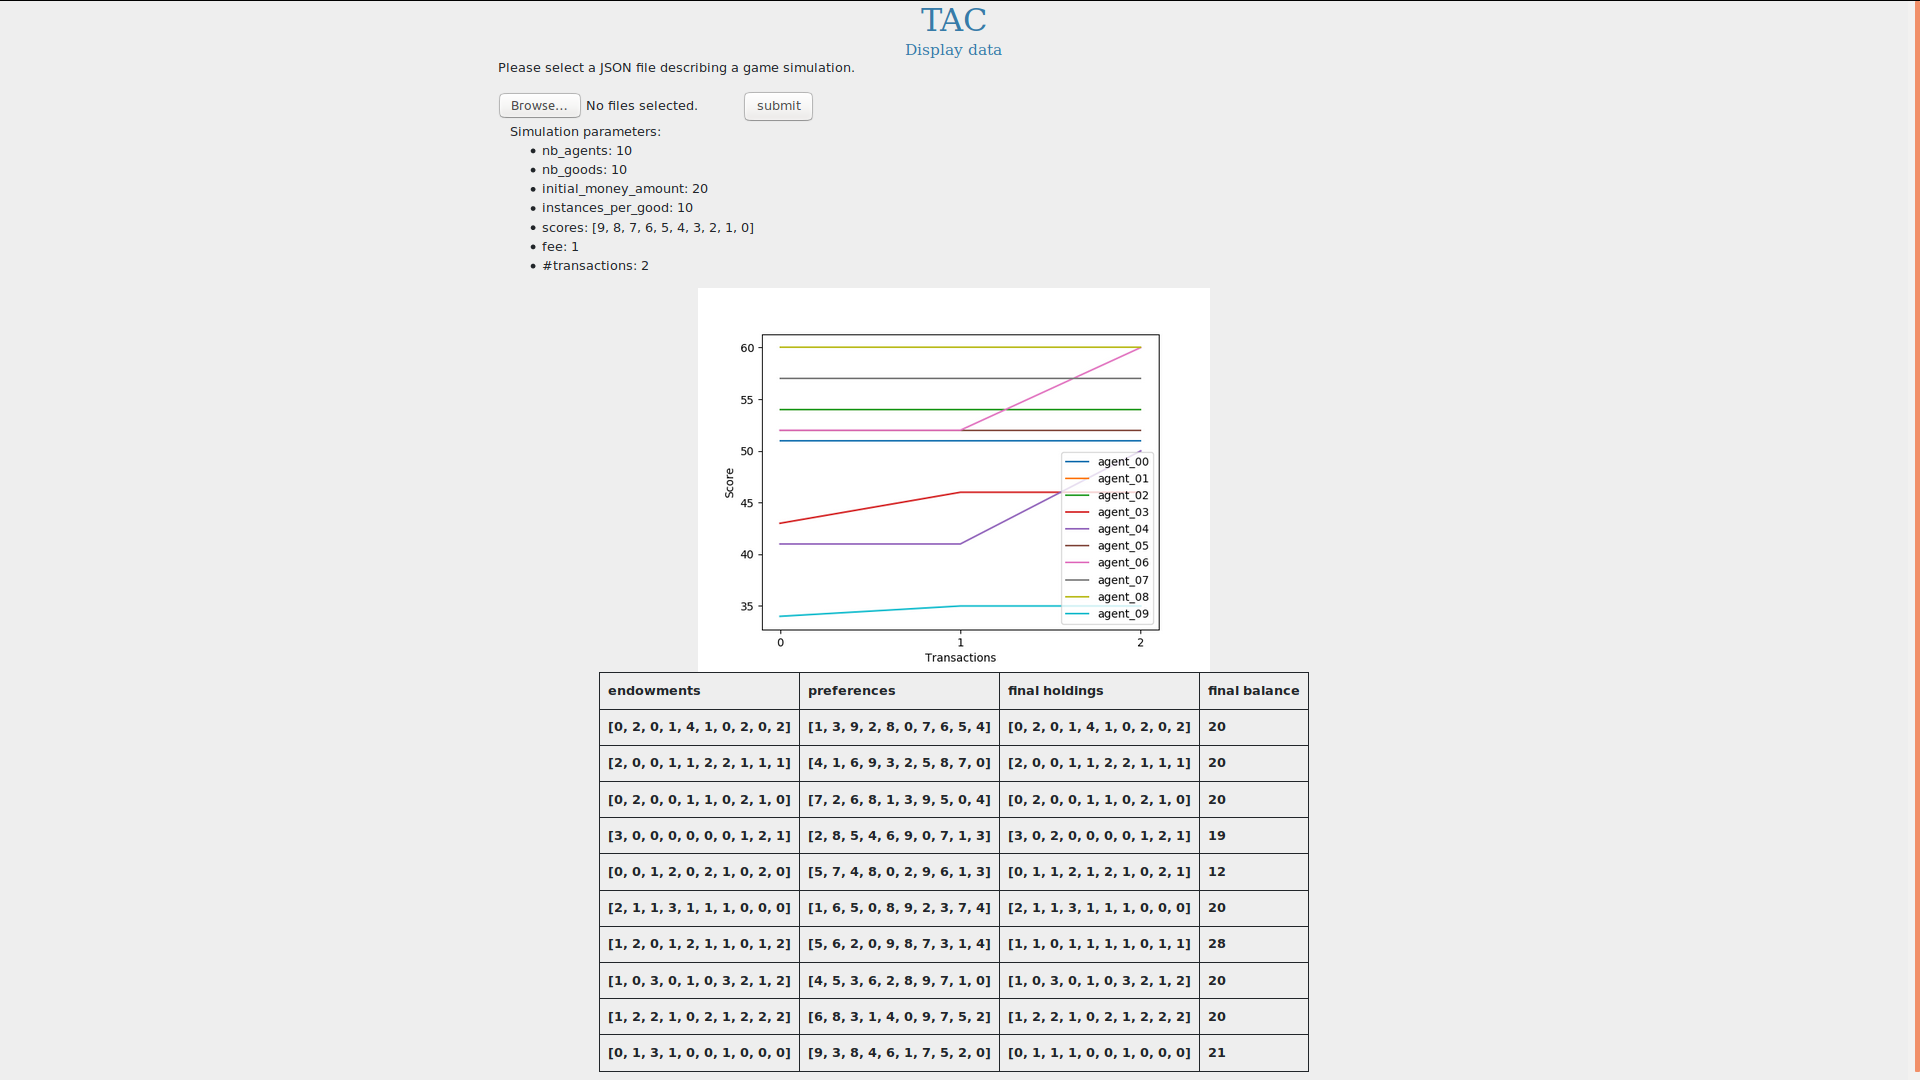 TAC
Display data
Please select a JSON file describing a game simulation.
Browse... No files selected. submit
Simulation parameters:
• nb_agents: 10
• nb_goods: 10
• initial_money_amount: 20
• instances_per_good: 10
• scores: [9, 8, 7, 6, 5, 4, 3, 2, 1, 0]
• fee: 1
• #transactions: 2
60
55
50
45
40
35
Score
0 1 2
Transactions
agent_00
agent_01
agent_02
agent_03
agent_04
agent_05
agent_06
agent_07
agent_08
agent_09
endowments preferences final holdings final balance
[0, 2, 0, 1, 4, 1, 0, 2, 0, 2] [1, 3, 9, 2, 8, 0, 7, 6, 5, 4] [0, 2, 0, 1, 4, 1, 0, 2, 0, 2] 20
[2, 0, 0, 1, 1, 2, 2, 1, 1, 1] [4, 1, 6, 9, 3, 2, 5, 8, 7, 0] [2, 0, 0, 1, 1, 2, 2, 1, 1, 1] 20
[0, 2, 0, 0, 1, 1, 0, 2, 1, 0] [7, 2, 6, 8, 1, 3, 9, 5, 0, 4] [0, 2, 0, 0, 1, 1, 0, 2, 1, 0] 20
[3, 0, 0, 0, 0, 0, 0, 1, 2, 1] [2, 8, 5, 4, 6, 9, 0, 7, 1, 3] [3, 0, 2, 0, 0, 0, 0, 1, 2, 1] 19
[0, 0, 1, 2, 0, 2, 1, 0, 2, 0] [5, 7, 4, 8, 0, 2, 9, 6, 1, 3] [0, 1, 1, 2, 1, 2, 1, 0, 2, 1] 12
[2, 1, 1, 3, 1, 1, 1, 0, 0, 0] [1, 6, 5, 0, 8, 9, 2, 3, 7, 4] [2, 1, 1, 3, 1, 1, 1, 0, 0, 0] 20
[1, 2, 0, 1, 2, 1, 1, 0, 1, 2] [5, 6, 2, 0, 9, 8, 7, 3, 1, 4] [1, 1, 0, 1, 1, 1, 1, 0, 1, 1] 28
[1, 0, 3, 0, 1, 0, 3, 2, 1, 2] [4, 5, 3, 6, 2, 8, 9, 7, 1, 0] [1, 0, 3, 0, 1, 0, 3, 2, 1, 2] 20
[1, 2, 2, 1, 0, 2, 1, 2, 2, 2] [6, 8, 3, 1, 4, 0, 9, 7, 5, 2] [1, 2, 2, 1, 0, 2, 1, 2, 2, 2] 20
[0, 1, 3, 1, 0, 0, 1, 0, 0, 0] [9, 3, 8, 4, 6, 1, 7, 5, 2, 0] [0, 1, 1, 1, 0, 0, 1, 0, 0, 0] 21